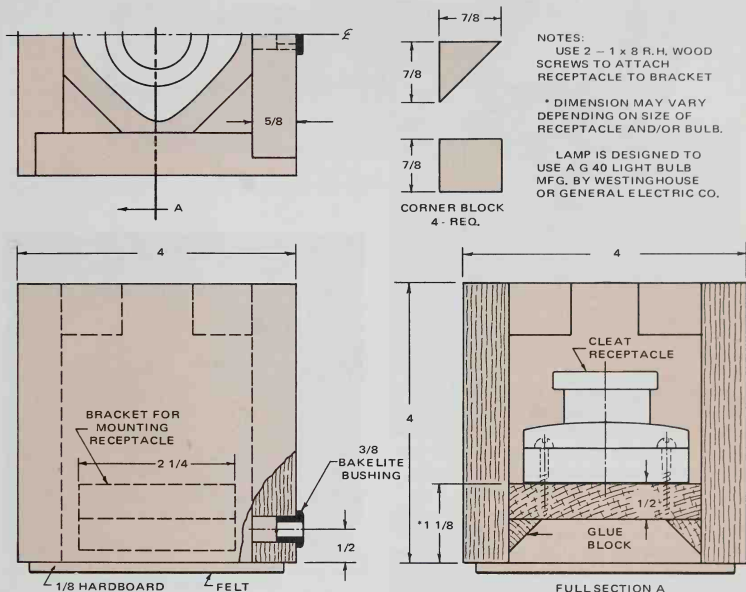 7/8
NOTES:
USE 2 – 1 x 8 R.H. WOOD
SCREWS TO ATTACH
RECEPTACLE TO BRACKET
* DIMENSION MAY VARY
DEPENDING ON SIZE OF
RECEPTACLE AND/OR BULB.
LAMP IS DESIGNED TO
USE A G 40 LIGHT BULB
MFG. BY WESTINGHOUSE
OR GENERAL ELECTRIC CO.
7/8
7/8
CORNER BLOCK
4 - REQ.
5/8
A
4
BRACKET FOR
MOUNTING
RECEPTACLE
2 1/4
3/8
BAKELITE
BUSHING
1/2
1/8 HARDBOARD
FELT
4
4
CLEAT
RECEPTACLE
*1 1/8
1/2
GLUE
BLOCK
FULL SECTION A